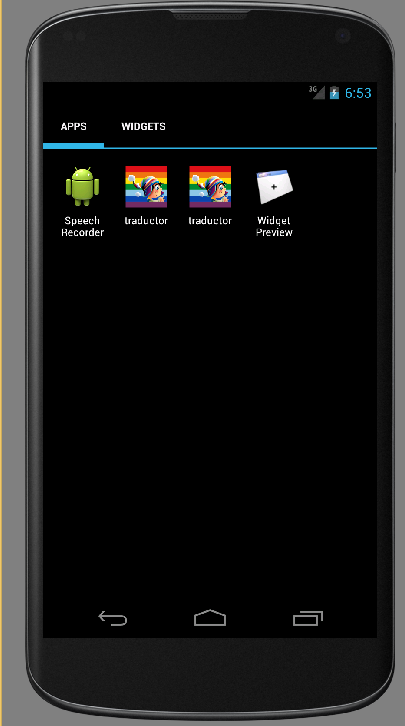 3G 6:53
APPS WIDGETS
Speech traductor traductor Widget
Recorder Preview